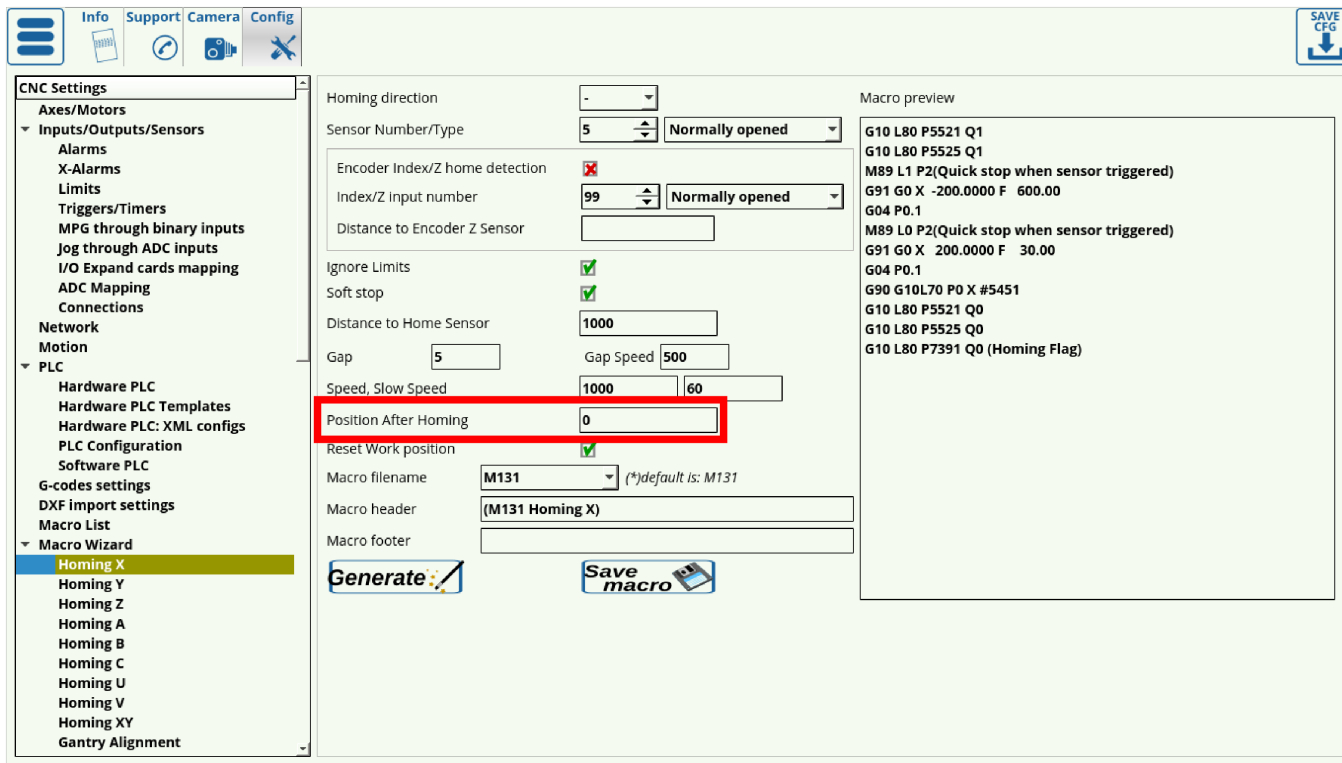 Info Support Camera Config
SAVE CFG
CNC Settings
Axes/Motors
Inputs/Outputs/Sensors
Alarms
X-Alarms
Limits
Triggers/Timers
MPG through binary inputs
Jog through ADC inputs
I/O Expand cards mapping
ADC Mapping
Connections
Network
Motion
PLC
Hardware PLC
Hardware PLC Templates
Hardware PLC: XML configs
PLC Configuration
Software PLC
G-codes settings
DXF import settings
Macro List
Macro Wizard
Homing X
Homing Y
Homing Z
Homing A
Homing B
Homing C
Homing U
Homing V
Homing XY
Gantry Alignment
Homing direction -
Sensor Number/Type 5 Normally opened
Encoder Index/Z home detection
Index/Z input number 99 Normally opened
Distance to Encoder Z Sensor
Ignore Limits
Soft stop
Distance to Home Sensor 1000
Gap 5 Gap Speed 500
Speed, Slow Speed 1000 60
Position After Homing 0
Reset Work position
Macro filename M131 (*)default is: M131
Macro header (M131 Homing X)
Macro footer
Generate Save macro
Macro preview
G10 L80 P5521 Q1
G10 L80 P5525 Q1
M89 L1 P2(Quick stop when sensor triggered)
G91 G0 X -200.0000 F 600.00
G04 P0.1
M89 L0 P2(Quick stop when sensor triggered)
G91 G0 X 200.0000 F 30.00
G04 P0.1
G90 G10L70 P0 X #5451
G10 L80 P5521 Q0
G10 L80 P5525 Q0
G10 L80 P7391 Q0 (Homing Flag)